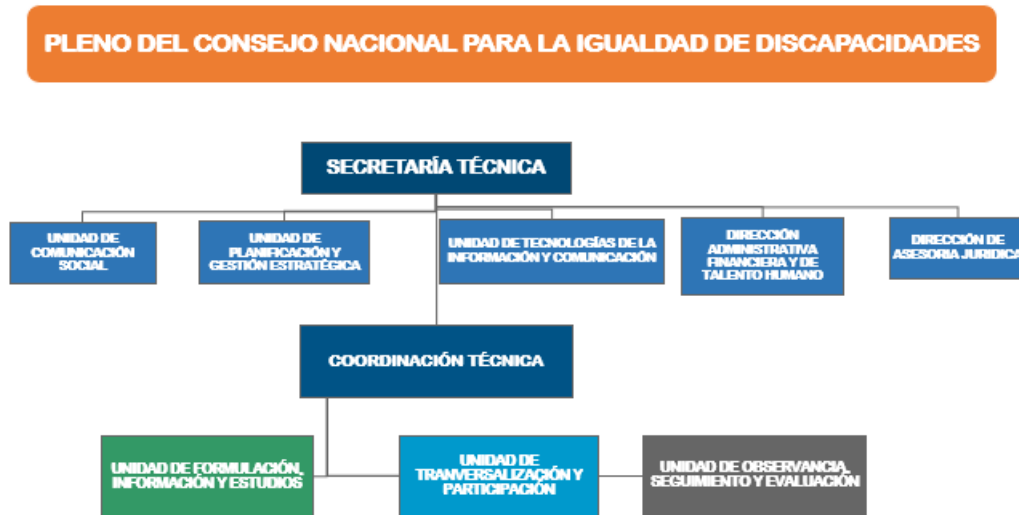 PLENO DEL CONSEJO NACIONAL PARA LA IGUALDAD DE DISCAPACIDADES
SECRETARÍA TÉCNICA
UNIDAD DE
COMUNICACIÓN
SOCIAL
UNIDAD DE
PLANIFICACIÓN Y
GESTIÓN ESTRATÉGICA
UNIDAD DE TECNOLOGÍAS DE LA
INFORMACIÓN Y COMUNICACIÓN
DIRECCIÓN
ADMINISTRATIVA
FINANCIERA Y DE
TALENTO HUMANO
DIRECCIÓN DE
ASESORIA JURIDICA
COORDINACIÓN TÉCNICA
UNIDAD DE FORMULACIÓN,
INFORMACIÓN Y ESTUDIOS
UNIDAD DE
TRANVERSALIZACIÓN Y
PARTICIPACIÓN
UNIDAD DE OBSERVANCIA,
SEGUIMIENTO Y EVALUACIÓN